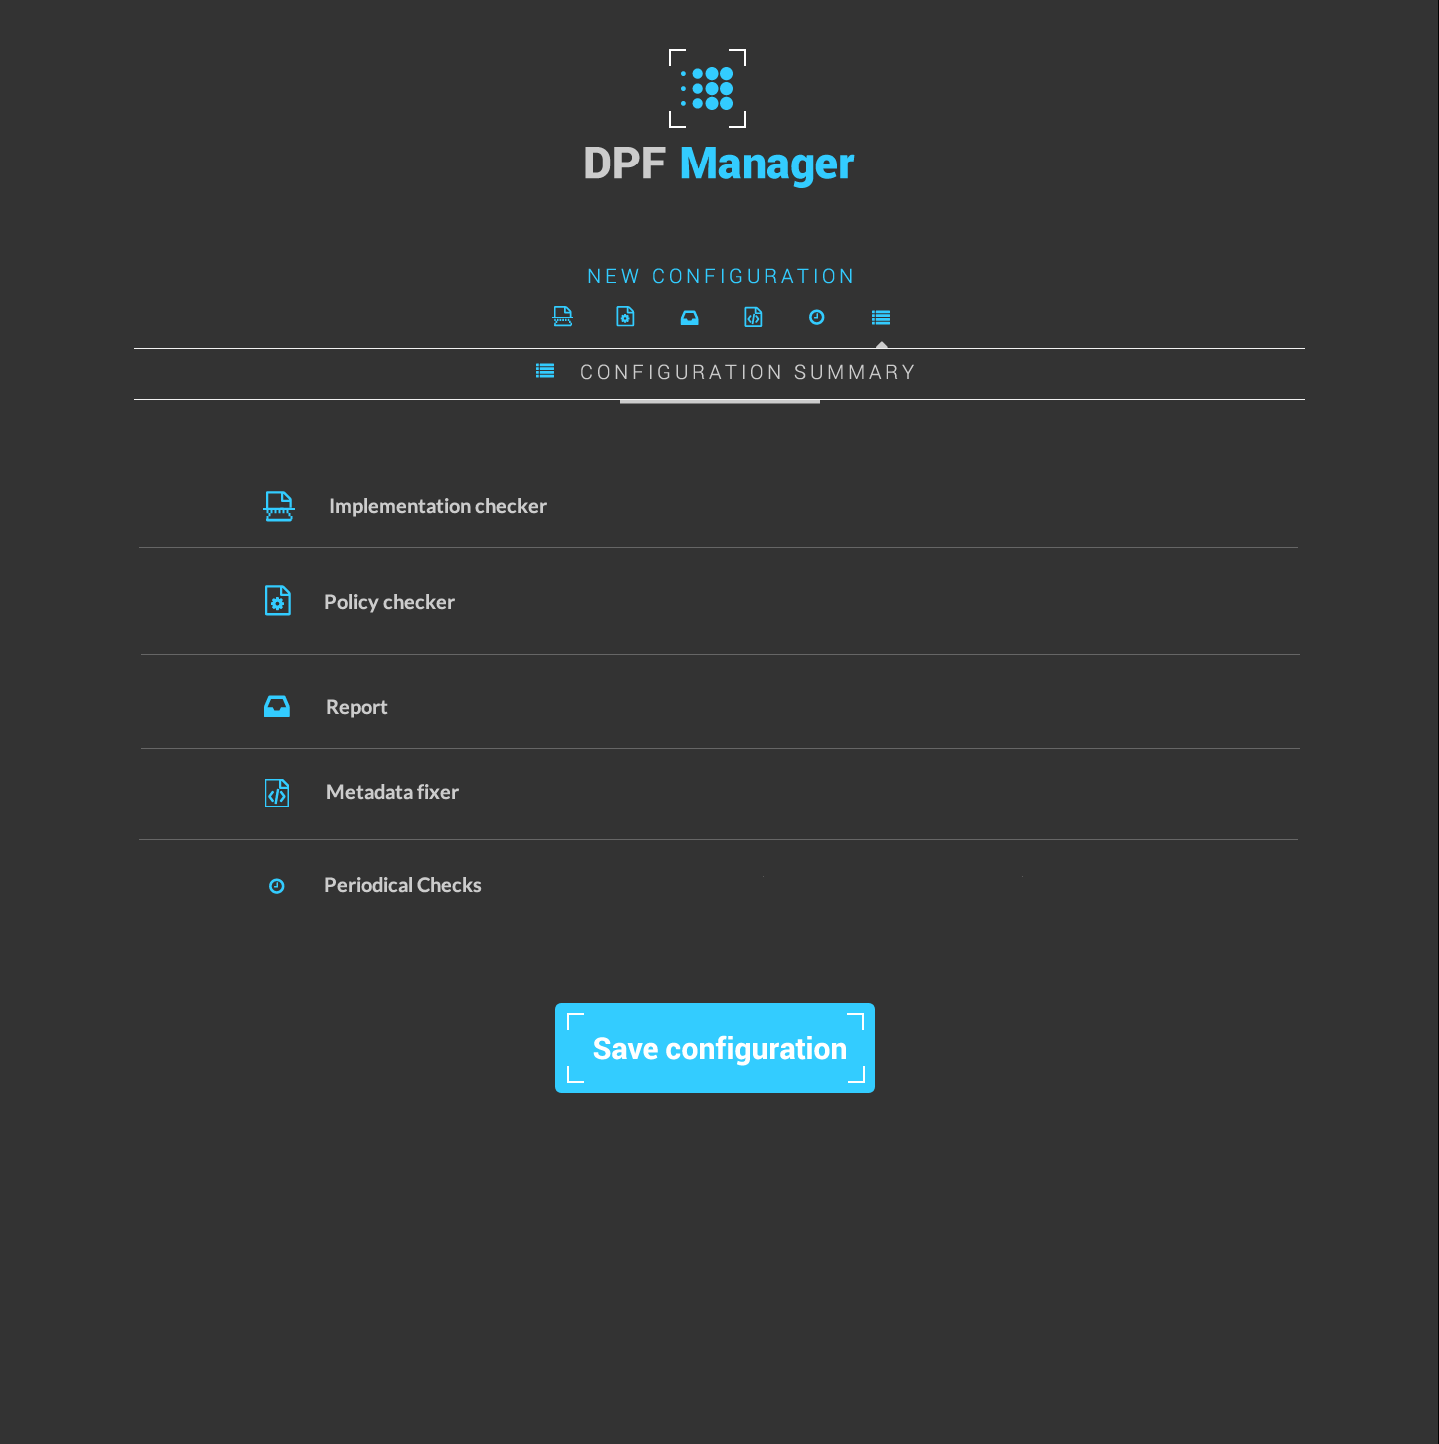 DPF Manager
NEW CONFIGURATION
CONFIGURATION SUMMARY
Implementation checker
Policy checker
Report
Metadata fixer
Periodical Checks
Save configuration